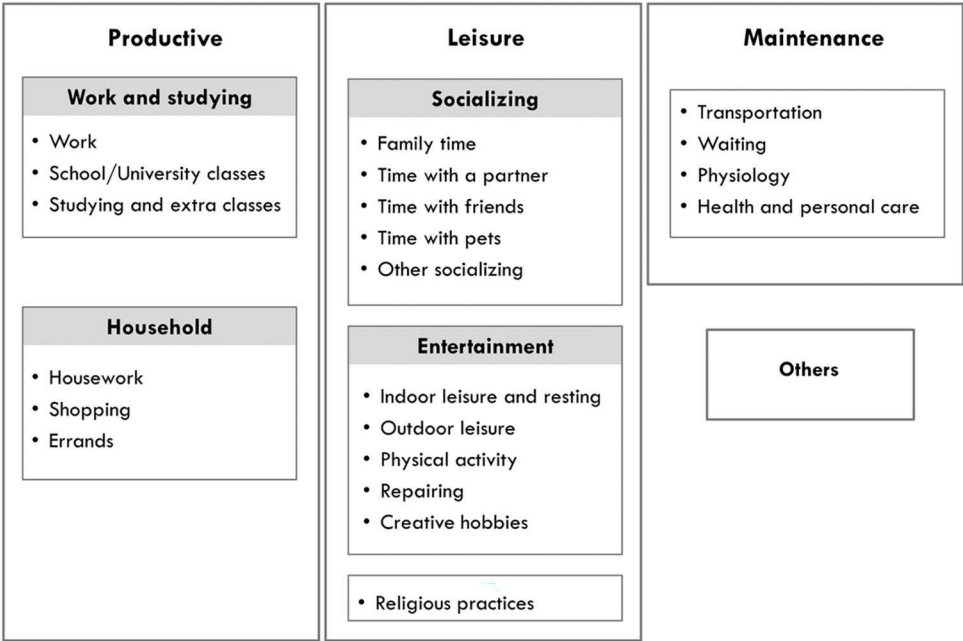 Productive
Work and studying
• Work
• School/University classes
• Studying and extra classes
Household
• Housework
• Shopping
• Errands
Leisure
Socializing
• Family time
• Time with a partner
• Time with friends
• Time with pets
• Other socializing
Entertainment
• Indoor leisure and resting
• Outdoor leisure
• Physical activity
• Repairing
• Creative hobbies
• Religious practices
Maintenance
• Transportation
• Waiting
• Physiology
• Health and personal care
Others